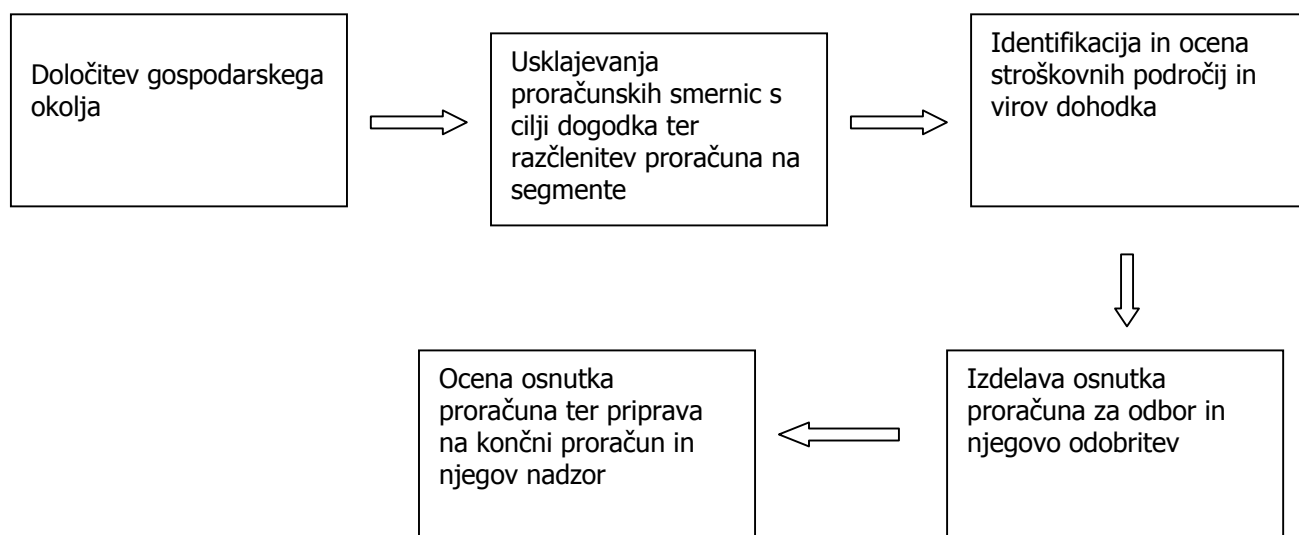 Določitev gospodarskega
okolja
Usklajevanja
proračunskih smernic s
cilji dogodka ter
razčlenitev proračuna na
segmente
Identifikacija in ocena
stroškovnih področij in
virov dohodka
Izdelava osnutka
proračuna za odbor in
njegovo odobritev
Ocena osnutka
proračuna ter priprava
na končni proračun in
njegov nadzor